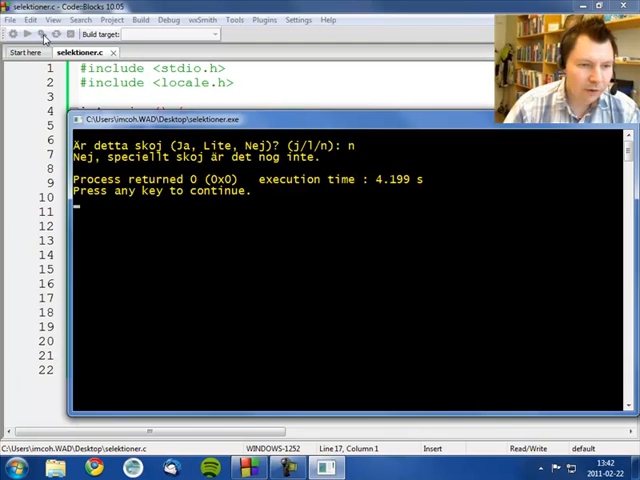 selektioner.c - Code::Blocks 10.05
File Edit View Search Project Build Debug wxSmith Tools Plugins Settings Help
Build target:
Start here selektioner.c
1 #include <stdio.h>
2 #include <locale.h>
3
4
C:\Users\imcoh.WAD\Desktop\selektioner.exe
5
6
7
8
9
10
11
12
13
14
15
16
17
18
19
20
21
22
Är detta skoj (Ja, Lite, Nej)? (j/l/n): n
Nej, speciellt skoj är det nog inte.
Process returned 0 (0x0) execution time : 4.199 s
Press any key to continue.
C:\Users\imcoh.WAD\Desktop\selektioner.c WINDOWS-1252 Line 17, Column 1 Insert Read/Write default
13:42
2011-02-22